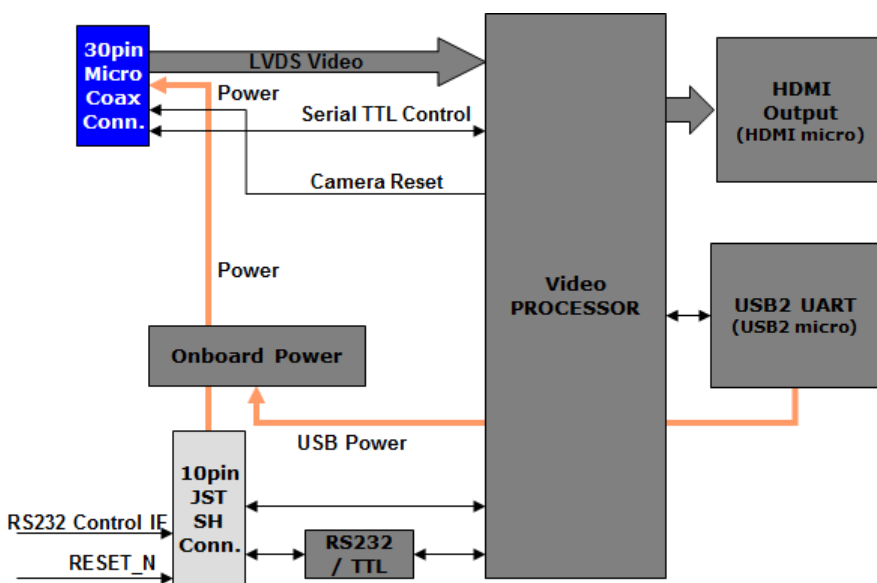 30pin
Micro
Coax
Conn.
LVDS Video
Power
Serial TTL Control
Camera Reset
Power
HDMI
Output
(HDMI micro)
Video
PROCESSOR
USB2 UART
(USB2 micro)
Onboard Power
USB Power
10pin
JST
SH
Conn.
RS232 Control IF
RESET_N
RS232
/ TTL